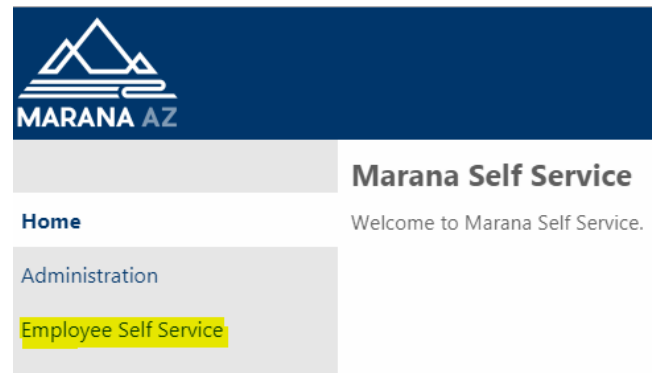 MARANA AZ
Marana Self Service
Home
Welcome to Marana Self Service.
Administration
Employee Self Service